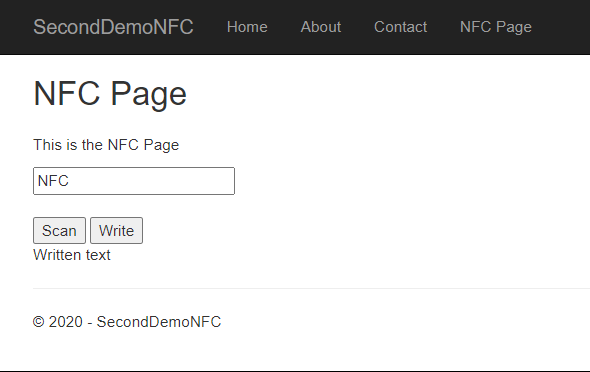 SecondDemoNFC Home About Contact NFC Page
NFC Page
This is the NFC Page
NFC
Scan Write
Written text
© 2020 - SecondDemoNFC